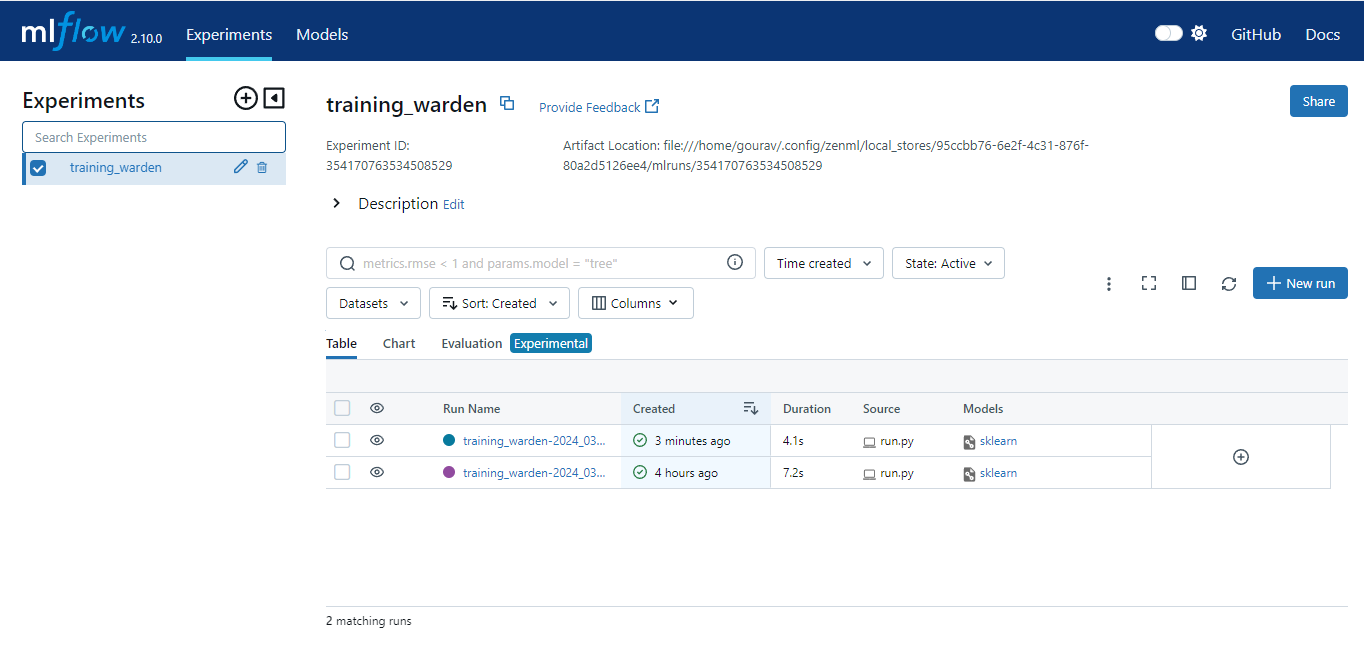 mlflow 2.10.0 Experiments Models GitHub Docs
Experiments
Search Experiments
training_warden
training_warden Provide Feedback Share
Experiment ID:
354170763534508529
Artifact Location: file:///home/gourav/.config/zenml/local_stores/95ccbb76-6e2f-4c31-876f-
80a2d5126ee4/mlruns/354170763534508529
Description Edit
metrics.rmse < 1 and params.model = "tree" Time created State: Active
Datasets Sort: Created Columns
New run
Table Chart Evaluation Experimental
Run Name Created Duration Source Models
training_warden-2024_03... 3 minutes ago 4.1s run.py sklearn
training_warden-2024_03... 4 hours ago 7.2s run.py sklearn
2 matching runs